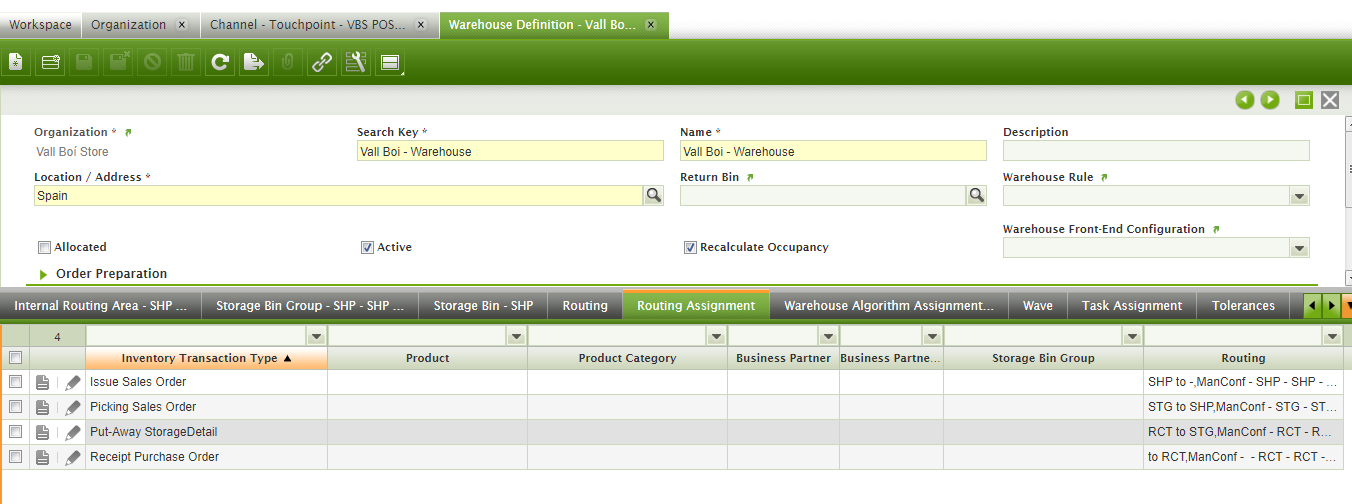 Workspace Organization Channel - Touchpoint - VBS POS... Warehouse Definition - Vall Bo...
Organization * Search Key * Name * Description
Vall Boí Store Vall Boi - Warehouse Vall Boi - Warehouse
Location / Address * Return Bin Warehouse Rule
Spain
Warehouse Front-End Configuration
Allocated Active Recalculate Occupancy
Order Preparation
Internal Routing Area - SHP ... Storage Bin Group - SHP - SHP ... Storage Bin - SHP Routing Routing Assignment Warehouse Algorithm Assignment... Wave Task Assignment Tolerances
4
Inventory Transaction Type Product Product Category Business Partner Business Partne... Storage Bin Group Routing
Issue Sales Order SHP to -,ManConf - SHP - SHP - ...
Picking Sales Order STG to SHP,ManConf - STG - ST...
Put-Away StorageDetail RCT to STG,ManConf - RCT - R...
Receipt Purchase Order to RCT,ManConf - - RCT - RCT -...